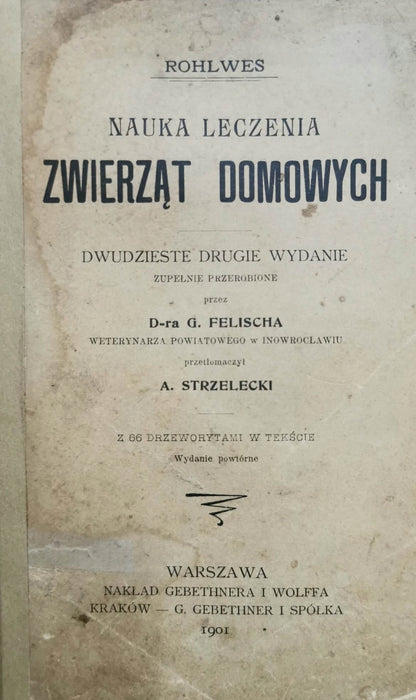 ROHLWES
NAUKA LECZENIA
ZWIERZĄT DOMOWYCH
DWUDZIESTE DRUGIE WYDANIE
ZUPEŁNIE PRZEROBIONE
przez
D-ra G. FELISCHA
WETERYNARZA POWIATOWEGO w INOWROCŁAWIU
przetłomaczył
A. STRZELECKI
Z 66 DRZEWORYTAMI W TEKŚCIE
Wydanie powtórne
WARSZAWA
NAKŁAD GEBETHNERA I WOLFFA
KRAKÓW — G. GEBETHNER I SPÓŁKA
1901